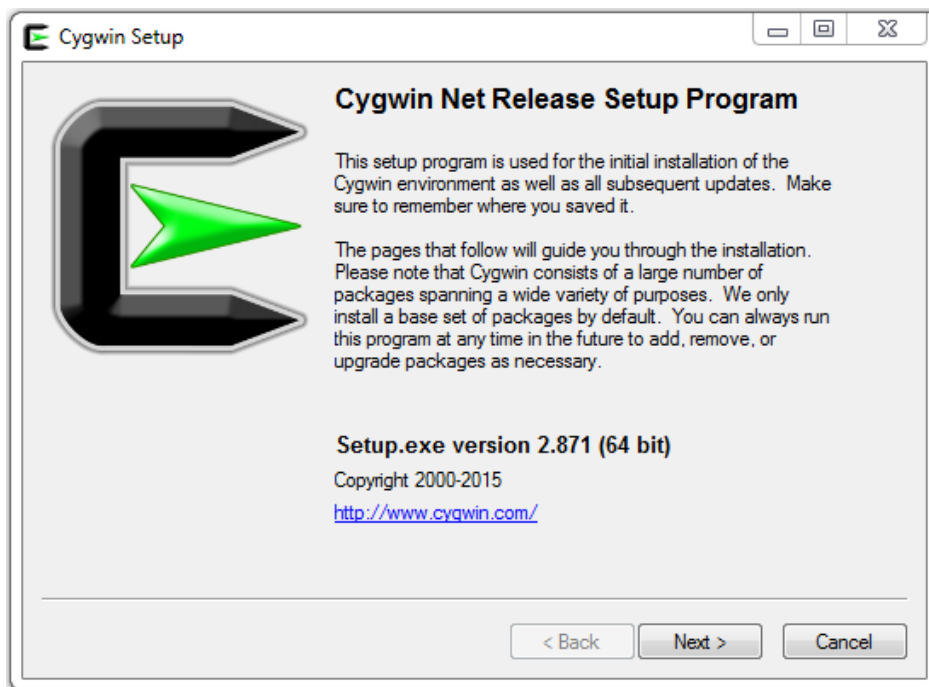 Cygwin Setup
Cygwin Net Release Setup Program
This setup program is used for the initial installation of the
Cygwin environment as well as all subsequent updates.  Make
sure to remember where you saved it.
The pages that follow will guide you through the installation.
Please note that Cygwin consists of a large number of
packages spanning a wide variety of purposes.  We only
install a base set of packages by default.  You can always run
this program at any time in the future to add, remove, or
upgrade packages as necessary.
Setup.exe version 2.871 (64 bit)
Copyright 2000-2015
http://www.cygwin.com/
< Back Next > Cancel